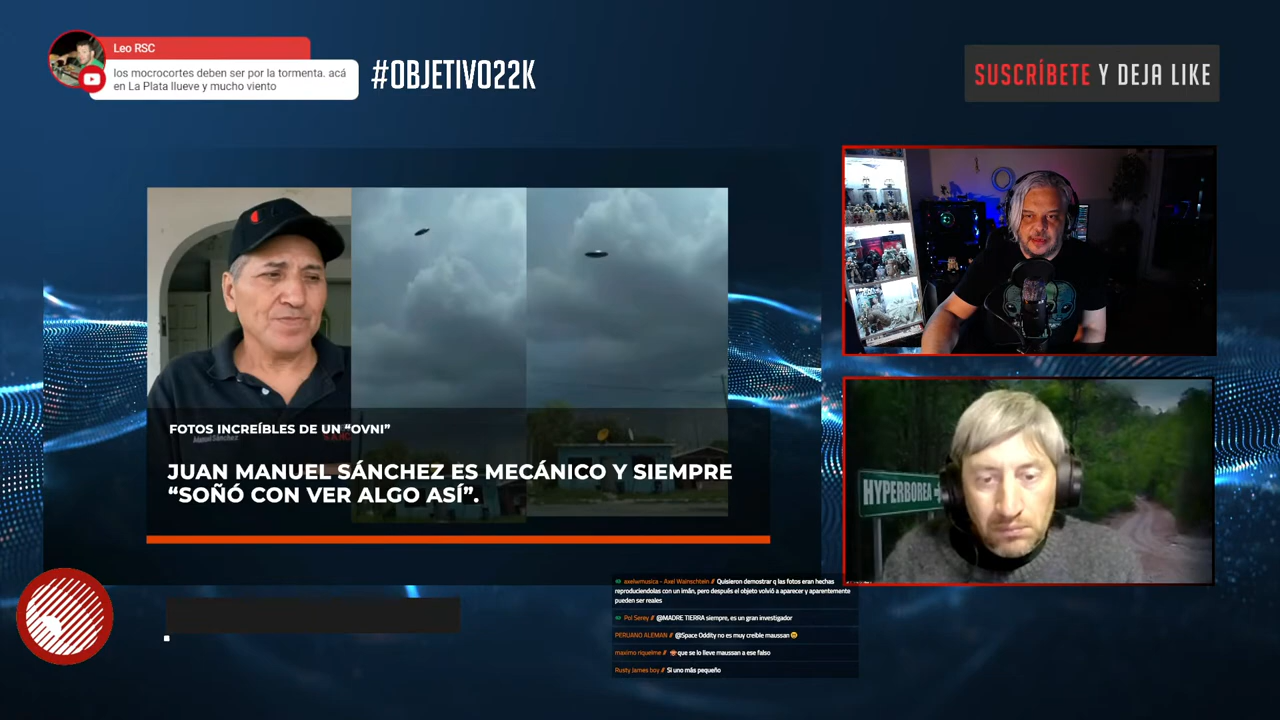 Leo RSC
los mocrocortes deben ser por la tormenta. acá
en La Plata llueve y mucho viento
#OBJETIVO22K
SUSCRÍBETE Y DEJA LIKE
Manuel Sánchez
FOTOS INCREÍBLES DE UN “OVNI”
JUAN MANUEL SÁNCHEZ ES MECÁNICO Y SIEMPRE
“SOÑÓ CON VER ALGO ASÍ”.
HYPERBOREA
axelwmusica - Axel Wainschtein // Quisieron demostrar q las fotos eran hechas
reproduciendolas con un imán, pero después el objeto volvió a aparecer y aparentemente
pueden ser reales
Pol Serey // @MADRE TIERRA siempre, es un gran investigador
PERUANO ALEMAN // @Space Oddity no es muy creíble maussan
maximo riquelme // que se lo lleve maussan a ese falso
Rusty James boy // Si uno más pequeño